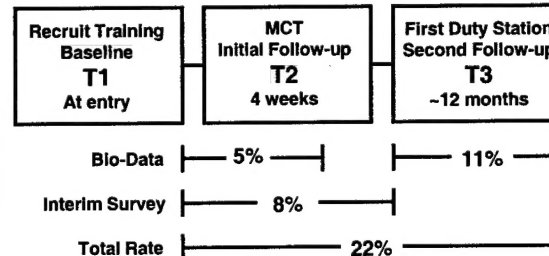 Recruit Training
Baseline
T1
At entry
MCT
Initial Follow-up
T2
4 weeks
First Duty Station
Second Follow-up
T3
~12 months
Bio-Data 5% 11%
Interim Survey 8%
Total Rate 22%